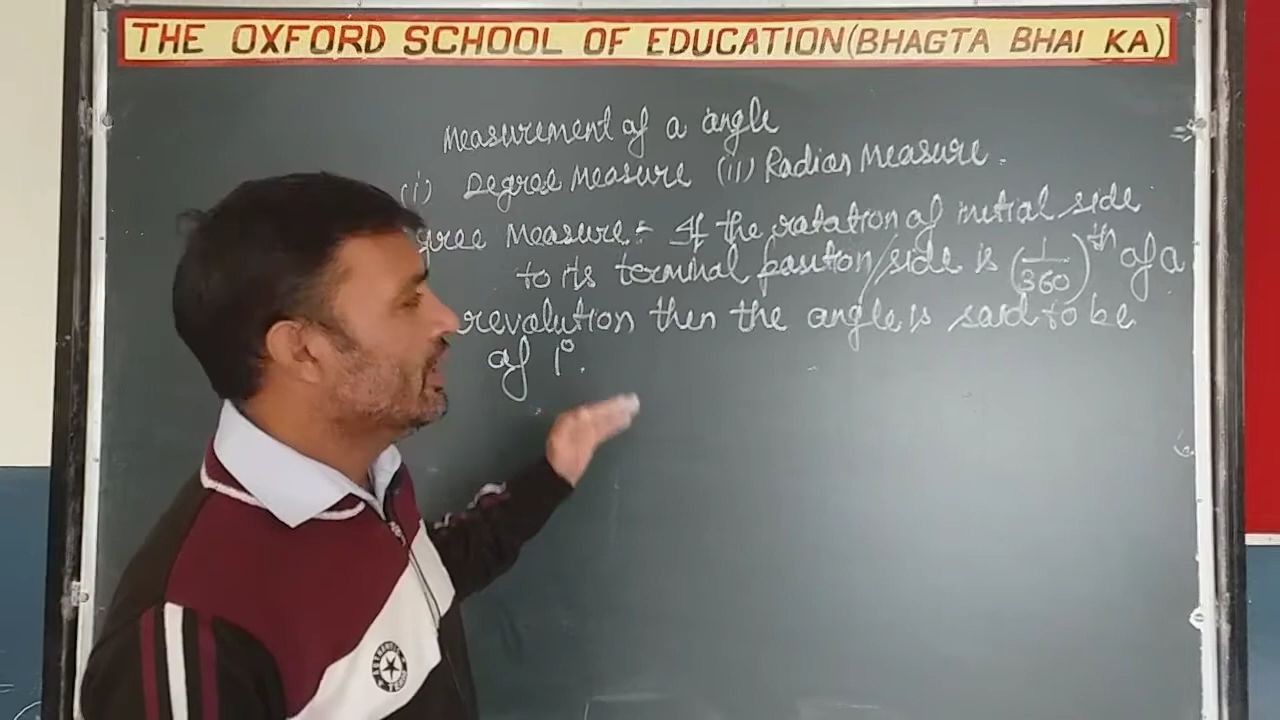 THE OXFORD SCHOOL OF EDUCATION(BHAGTA BHAI KA)
Measurement of a angle
(i) Degree Measure (ii) Radian Measure.
gree Measure:- If the rotation of initial side
to its terminal position/side is (1/360)th of a
revolution then the angle is said to be
of 1°.